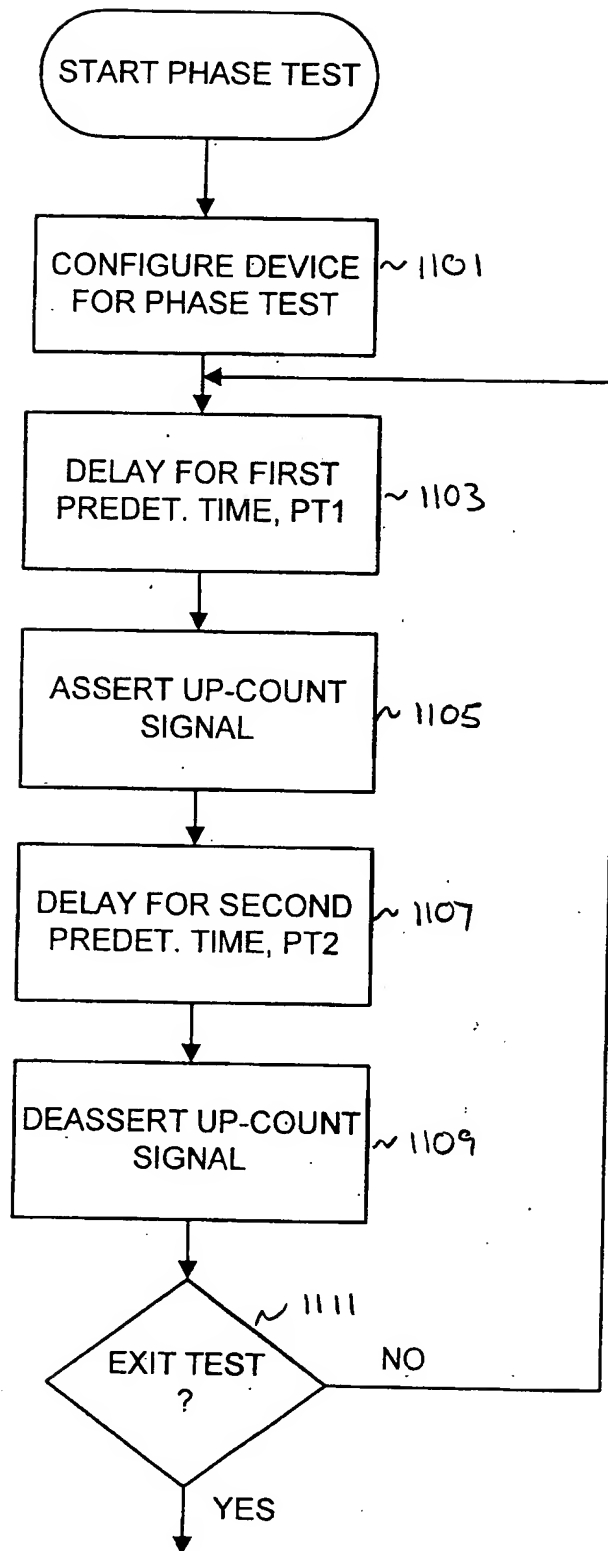 START PHASE TEST
CONFIGURE DEVICE
FOR PHASE TEST
~ 1101
DELAY FOR FIRST
PREDET. TIME, PT1
~ 1103
ASSERT UP-COUNT
SIGNAL
~ 1105
DELAY FOR SECOND
PREDET. TIME, PT2
~ 1107
DEASSERT UP-COUNT
SIGNAL
~ 1109
~ 1111
EXIT TEST
?
NO
YES